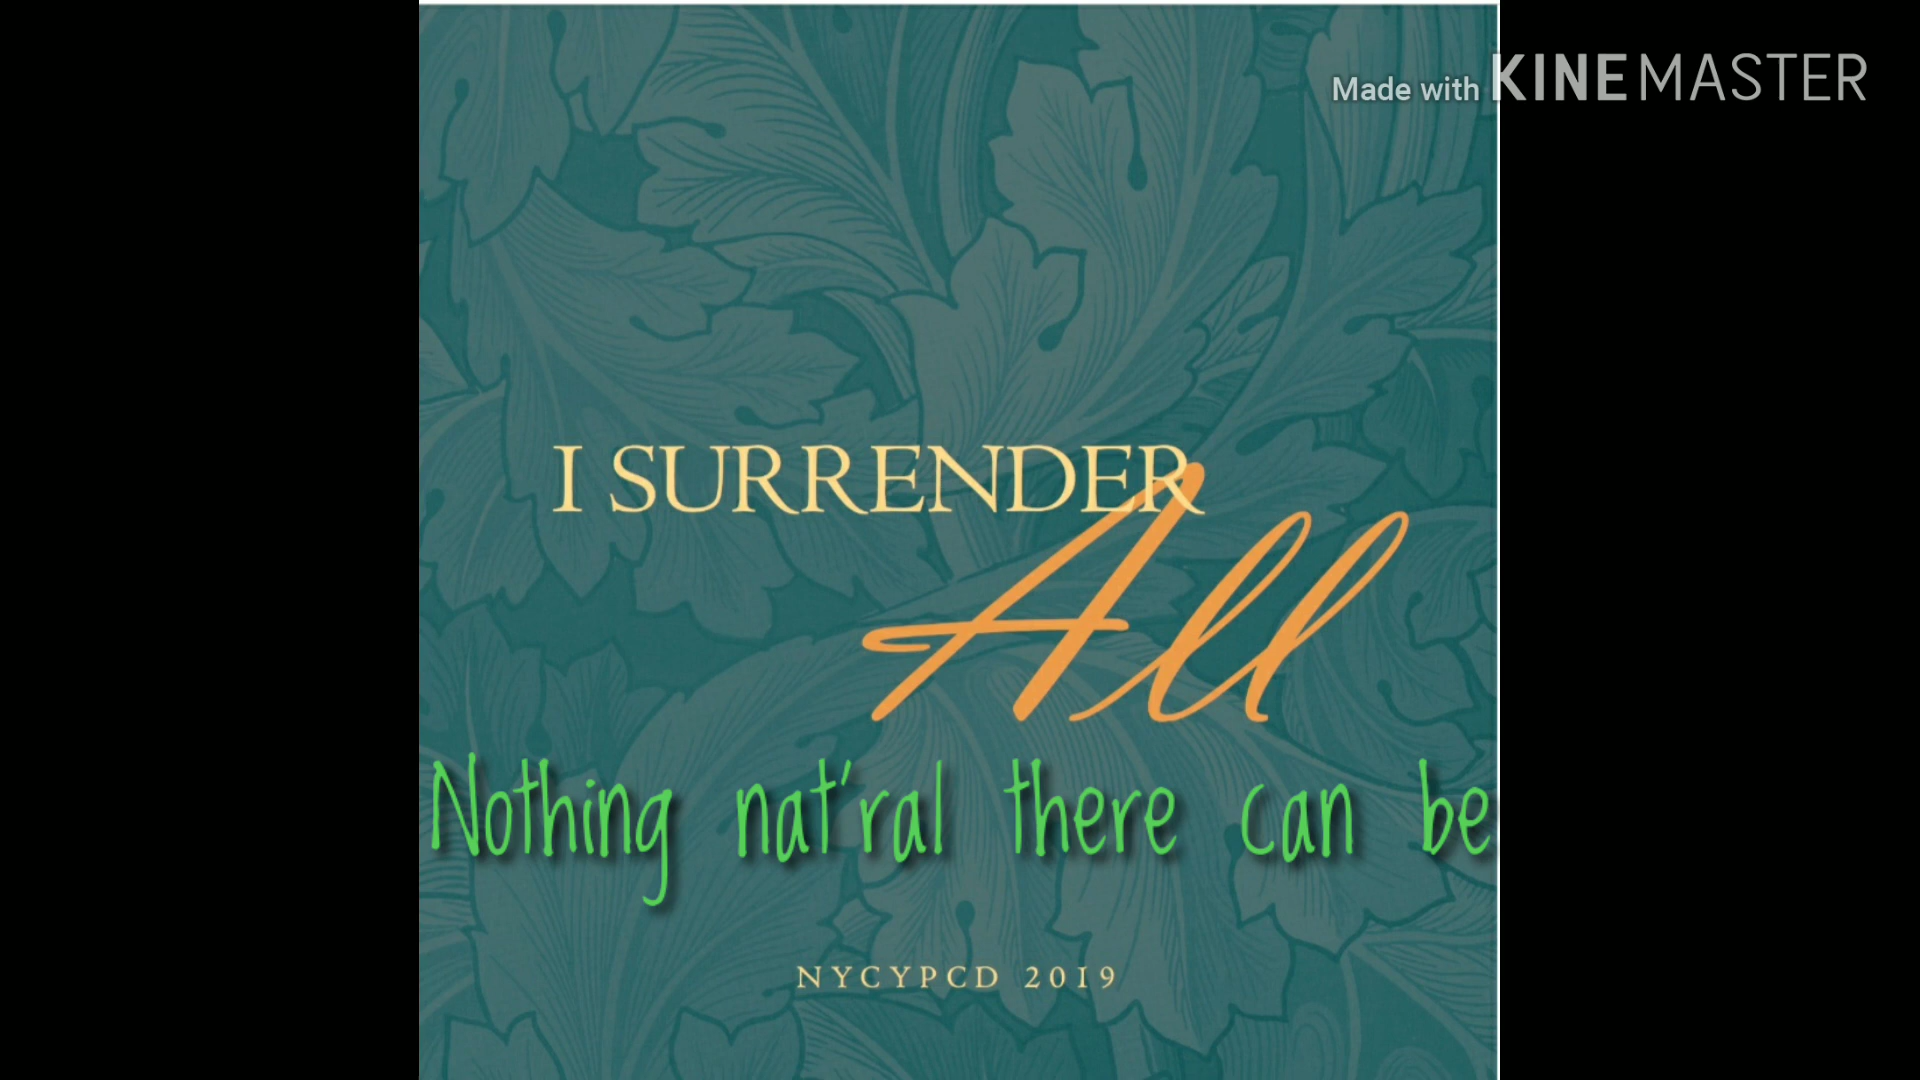 Made with KINEMASTER
I SURRENDER
All
Nothing nat'ral there can be
NYCYPCD 2019